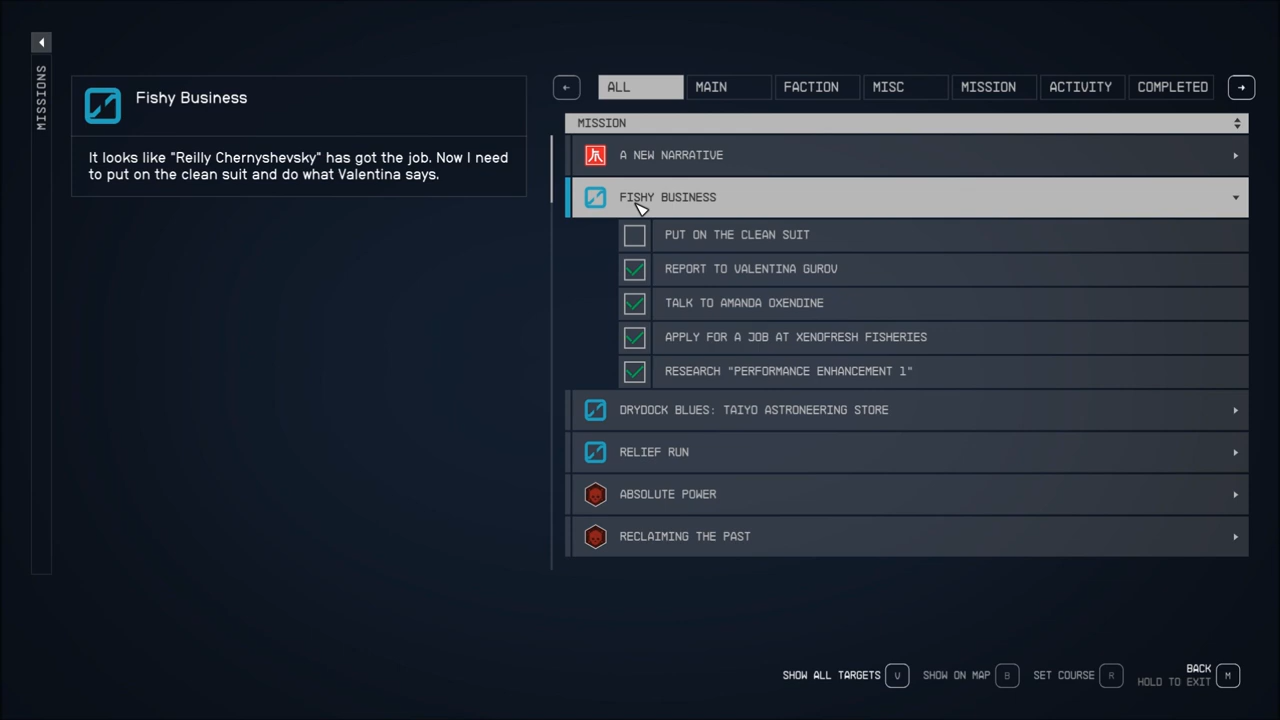 MISSIONS
Fishy Business
It looks like "Reilly Chernyshevsky" has got the job. Now I need
to put on the clean suit and do what Valentina says.
ALL MAIN FACTION MISC MISSION ACTIVITY COMPLETED
MISSION
A NEW NARRATIVE
FISHY BUSINESS
PUT ON THE CLEAN SUIT
REPORT TO VALENTINA GUROV
TALK TO AMANDA OXENDINE
APPLY FOR A JOB AT XENOFRESH FISHERIES
RESEARCH "PERFORMANCE ENHANCEMENT 1"
DRYDOCK BLUES: TAIYO ASTRONEERING STORE
RELIEF RUN
ABSOLUTE POWER
RECLAIMING THE PAST
SHOW ALL TARGETS V SHOW ON MAP B SET COURSE R BACK M
HOLD TO EXIT